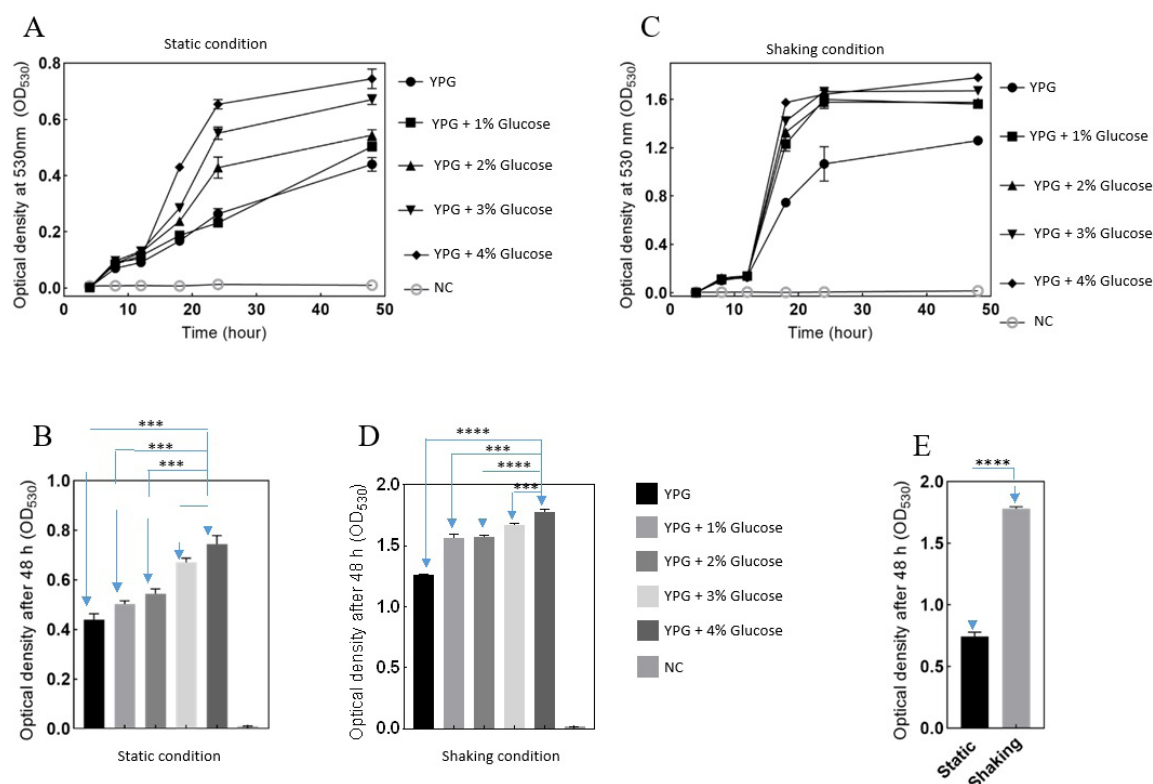 A
Static condition
Optical density at 530nm (OD530)
0.8
0.6
0.4
0.2
0.0
0
10
20
30
40
50
Time (hour)
YPG
YPG + 1% Glucose
YPG + 2% Glucose
YPG + 3% Glucose
YPG + 4% Glucose
NC
C
Shaking condition
Optical density at 530 nm (OD530)
1.6
1.2
0.8
0.4
0.0
0
10
20
30
40
50
Time (hour)
YPG
YPG + 1% Glucose
YPG + 2% Glucose
YPG + 3% Glucose
YPG + 4% Glucose
NC
B
***
***
***
Optical density after 48 h (OD530)
1.0
0.8
0.6
0.4
0.2
0.0
Static condition
D
****
***
****
***
Optical density after 48 h (OD530)
2.0
1.5
1.0
0.5
0.0
Shaking condition
YPG
YPG + 1% Glucose
YPG + 2% Glucose
YPG + 3% Glucose
YPG + 4% Glucose
NC
E
****
Optical density after 48 h (OD530)
2.0
1.5
1.0
0.5
0.0
Static
Shaking